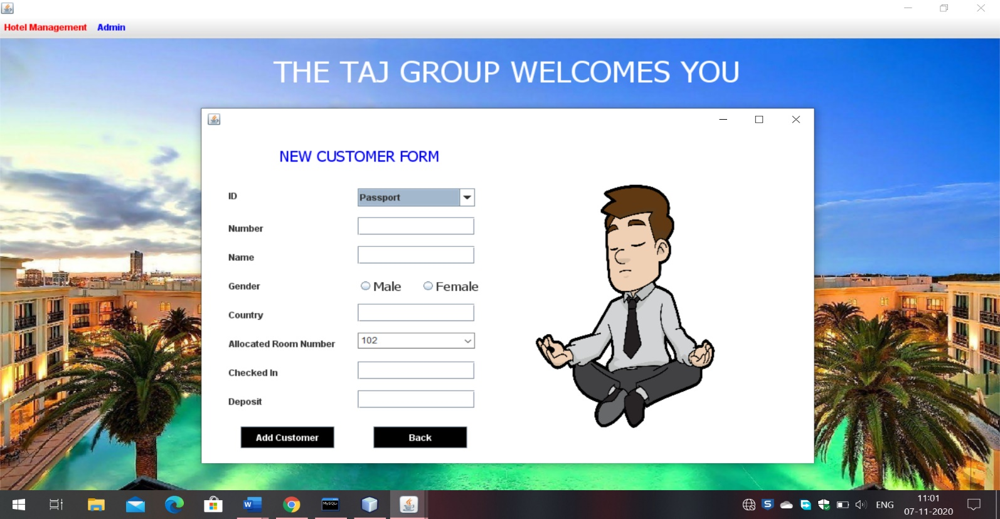 Hotel Management Admin
THE TAJ GROUP WELCOMES YOU
NEW CUSTOMER FORM
ID Passport
Number
Name
Gender Male Female
Country
Allocated Room Number 102
Checked In
Deposit
Add Customer Back
MySQL
ENG
11:01
07-11-2020